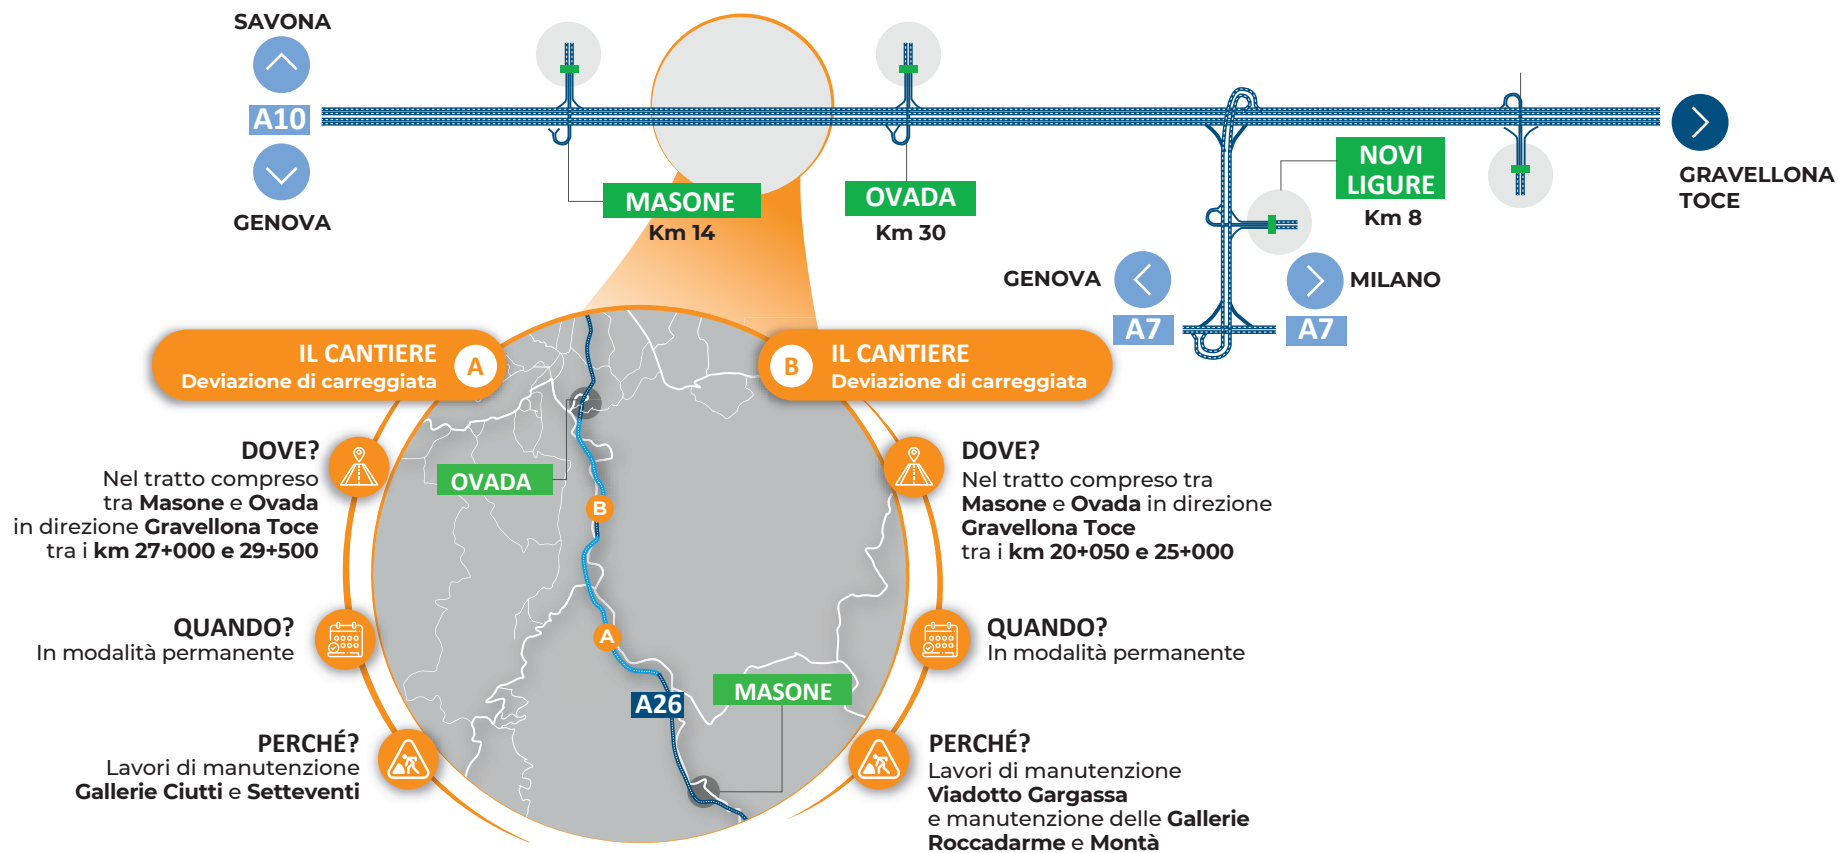 SAVONA
A10
GENOVA
MASONE
Km 14
OVADA
Km 30
NOVI
LIGURE
Km 8
GRAVELLONA
TOCE
GENOVA
A7
MILANO
A7
IL CANTIERE
Deviazione di carreggiata
A
DOVE?
Nel tratto compreso
tra Masone e Ovada
in direzione Gravellona Toce
tra i km 27+000 e 29+500
QUANDO?
In modalità permanente
PERCHÉ?
Lavori di manutenzione
Gallerie Ciutti e Setteventi
OVADA
B
A
A26
MASONE
B
IL CANTIERE
Deviazione di carreggiata
DOVE?
Nel tratto compreso tra
Masone e Ovada in direzione
Gravellona Toce
tra i km 20+050 e 25+000
QUANDO?
In modalità permanente
PERCHÉ?
Lavori di manutenzione
Viadotto Gargassa
e manutenzione delle Gallerie
Roccadarme e Montà